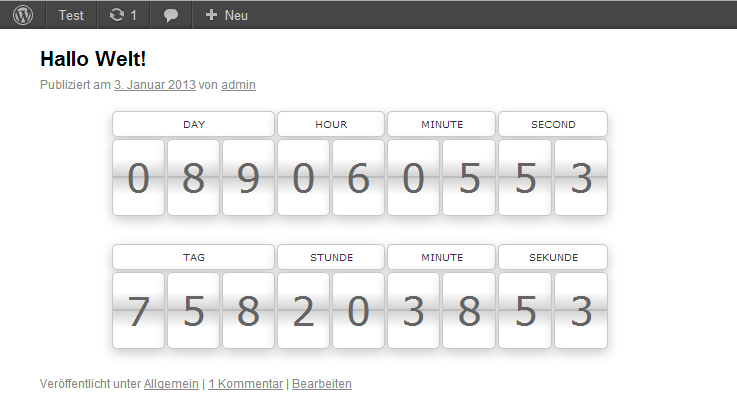 Test 1 Neu
Hallo Welt!
Publiziert am 3. Januar 2013 von admin
DAY HOUR MINUTE SECOND
0 8 9 0 6 0 5 5 3
TAG STUNDE MINUTE SEKUNDE
7 5 8 2 0 3 8 5 3
Veröffentlicht unter Allgemein | 1 Kommentar | Bearbeiten